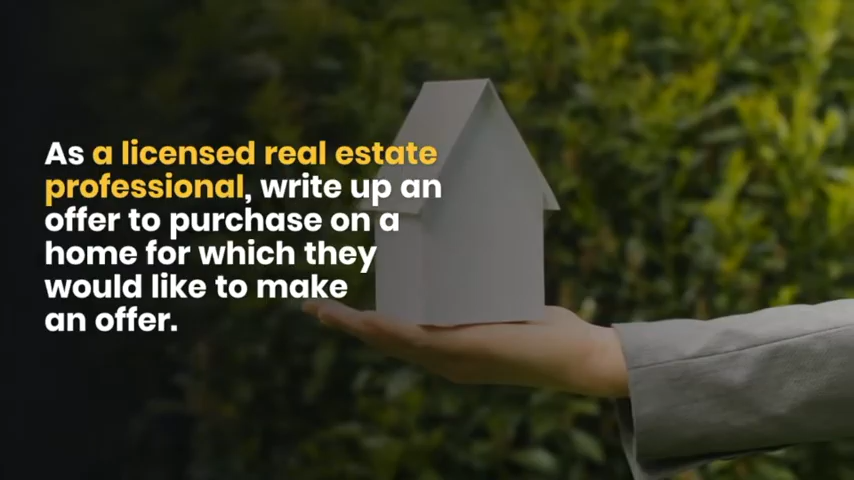 As a licensed real estate
professional, write up an
offer to purchase on a
home for which they
would like to make
an offer.